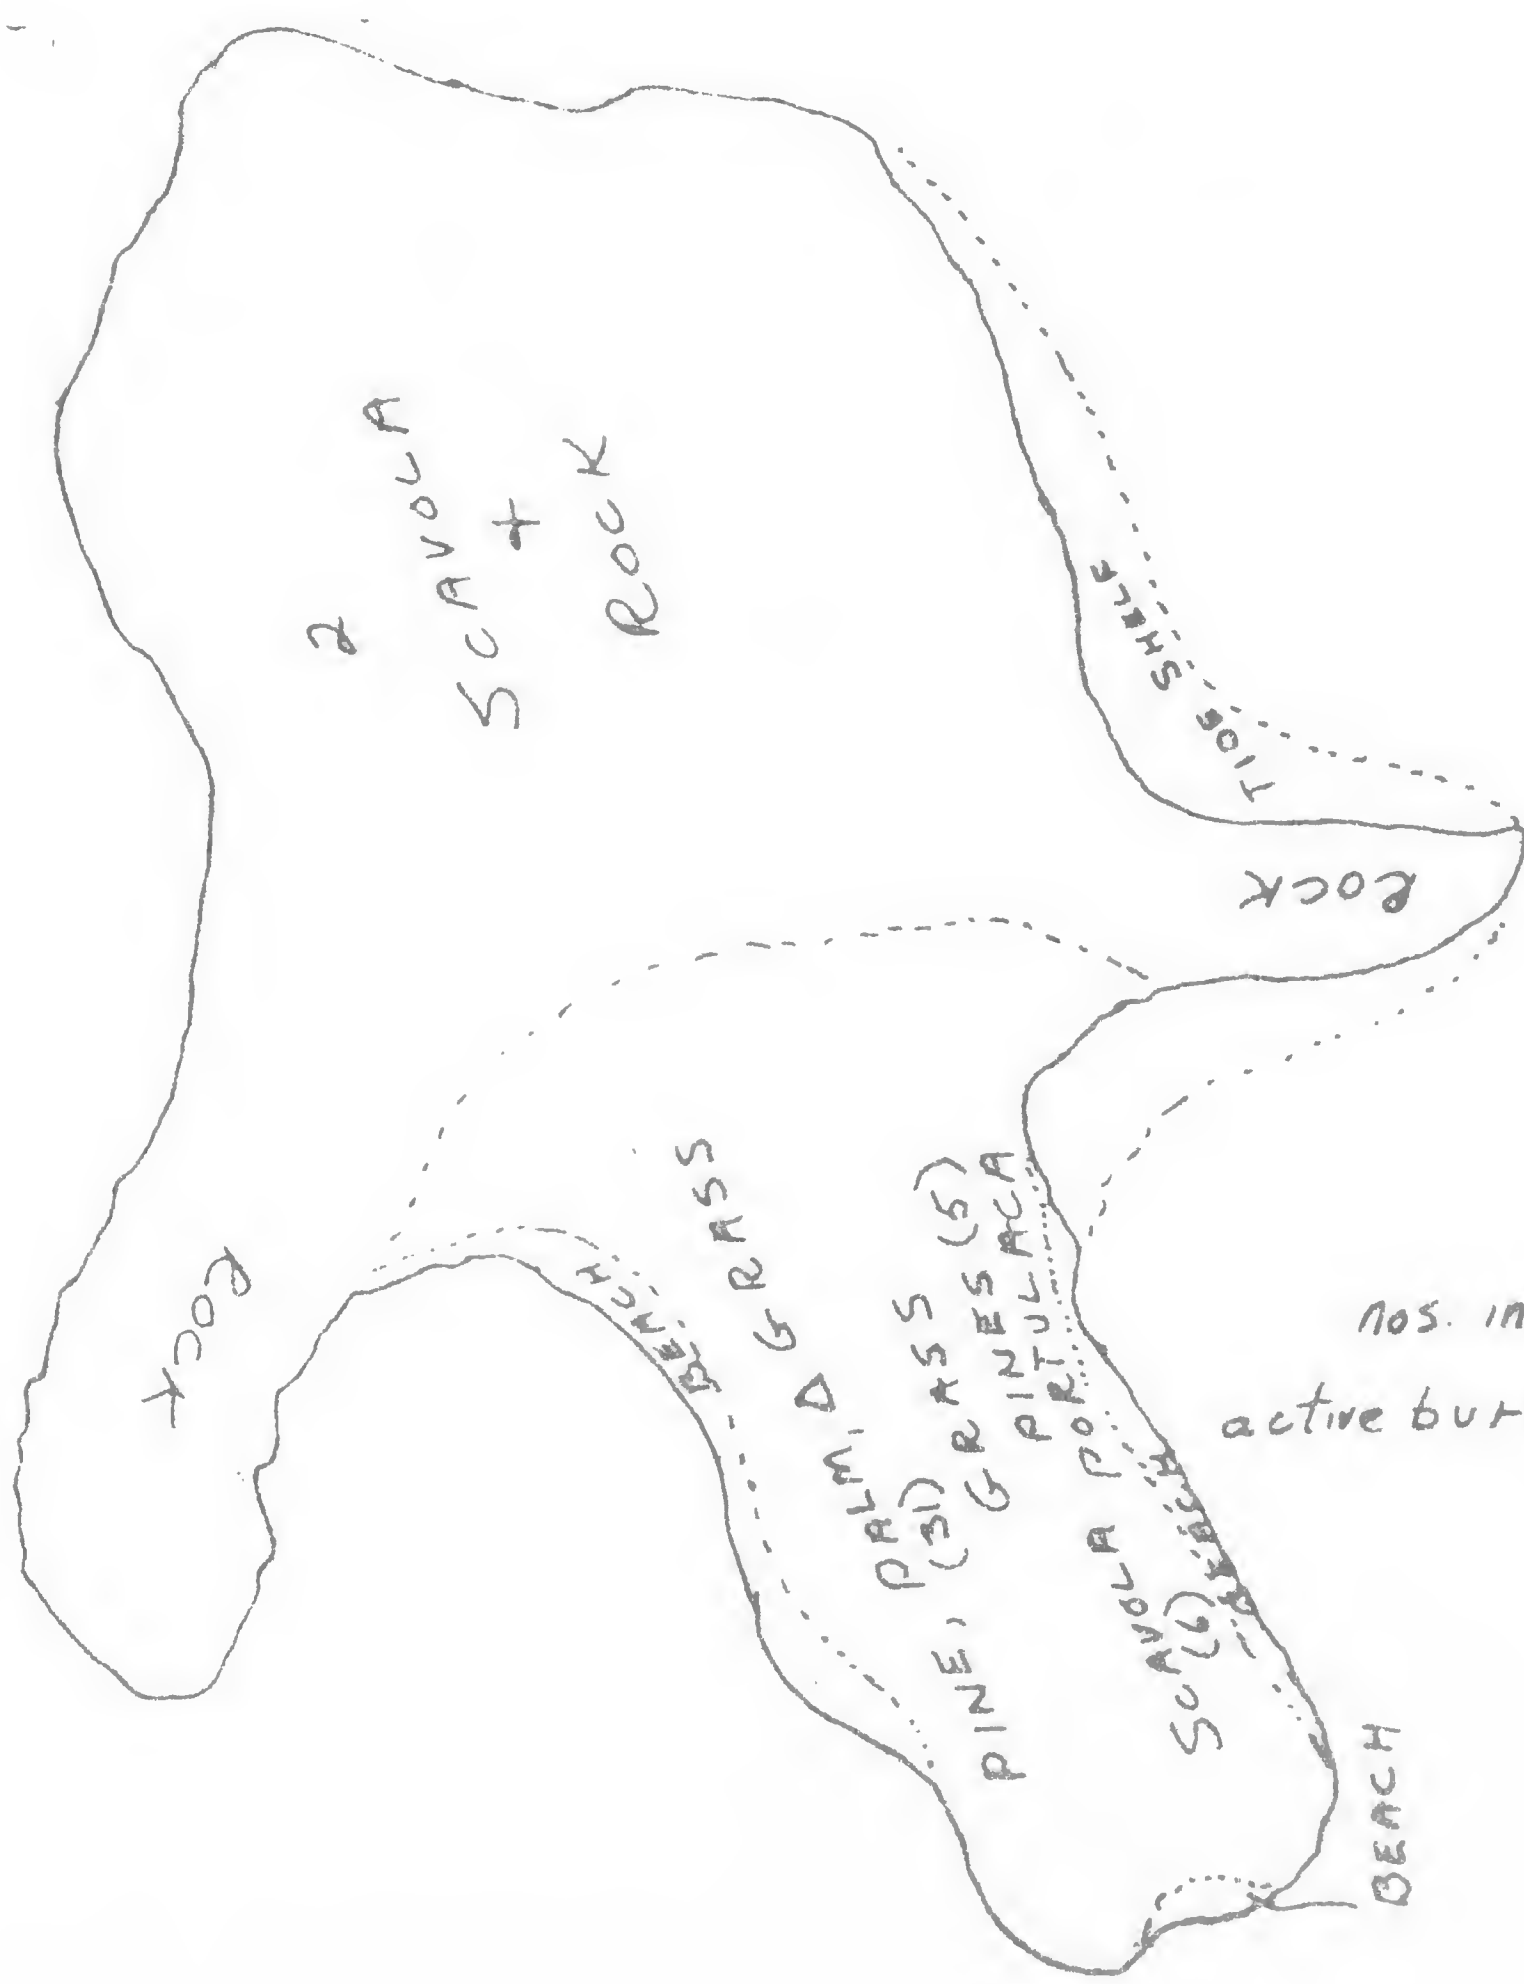 2
SCAVOLA
+
ROCK
TIDE SHELF
ROCK
ROCK
BEACH
PINE, PALM, & GRASS
(31)
GRASS
PINES (5)
SCAVOLA PORTULACA
(6)
BEACH
BEACH
nos. in
active bur